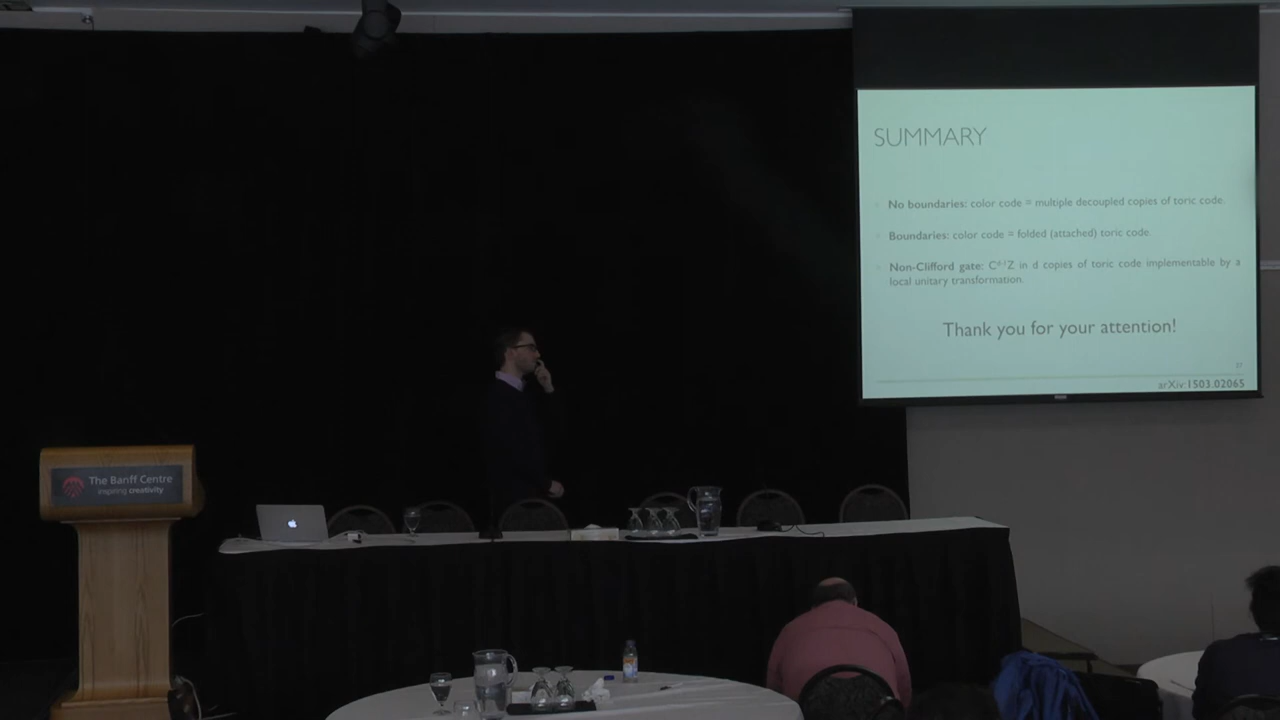 SUMMARY
No boundaries: color code = multiple decoupled copies of toric code.
Boundaries: color code = folded (attached) toric code.
Non-Clifford gate: C^{d-1}Z in d copies of toric code implementable by a
local unitary transformation.
Thank you for your attention!
arXiv:1503.02065
The Banff Centre
inspiring creativity